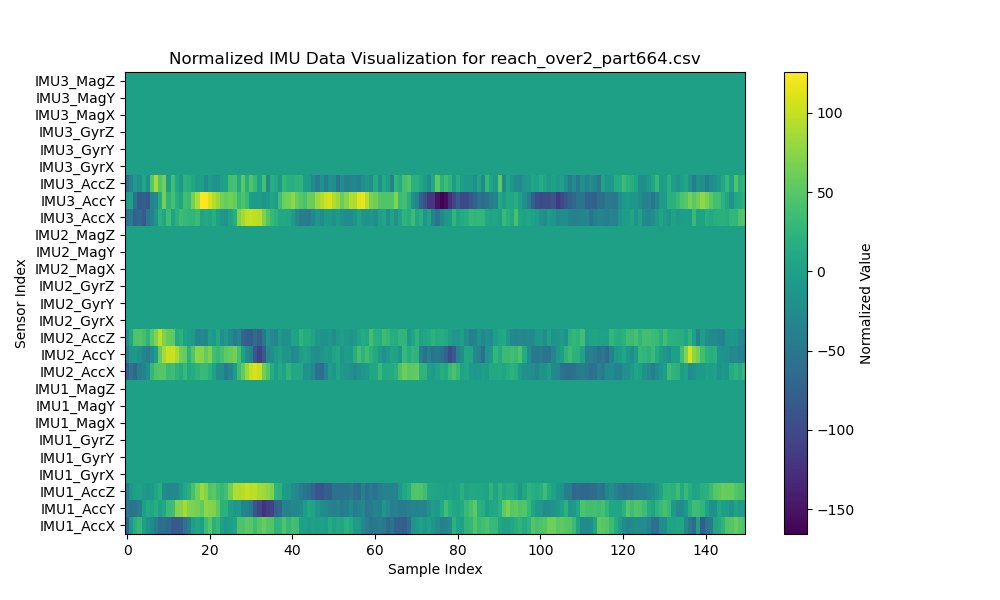 Normalized IMU Data Visualization for reach_over2_part664.csv
IMU3_MagZ
IMU3_MagY
IMU3_MagX
IMU3_GyrZ
IMU3_GyrY
IMU3_GyrX
IMU3_AccZ
IMU3_AccY
IMU3_AccX
IMU2_MagZ
IMU2_MagY
IMU2_MagX
IMU2_GyrZ
IMU2_GyrY
IMU2_GyrX
IMU2_AccZ
IMU2_AccY
IMU2_AccX
IMU1_MagZ
IMU1_MagY
IMU1_MagX
IMU1_GyrZ
IMU1_GyrY
IMU1_GyrX
IMU1_AccZ
IMU1_AccY
IMU1_AccX
Sensor Index
0 20 40 60 80 100 120 140
Sample Index
100
50
0
−50
−100
−150
Normalized Value